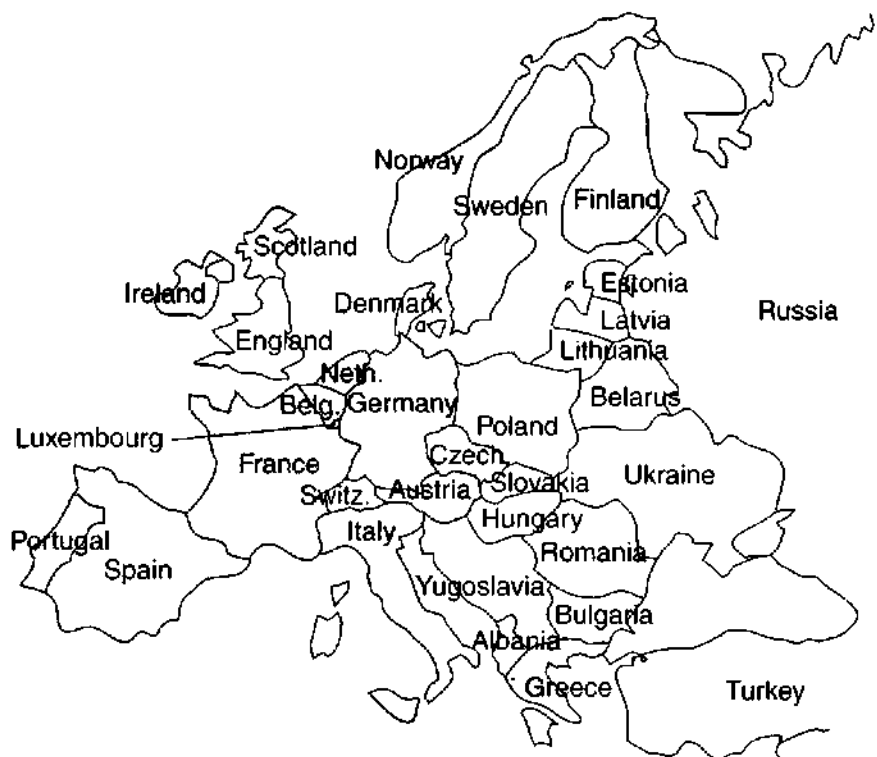 Norway
Sweden
Finland
Scotland
Ireland
Denmark
Estonia
Russia
Latvia
England
Lithuania
Neth.
Belg.
Germany
Belarus
Poland
Luxembourg
Czech.
France
Ukraine
Slovakia
Switz.
Austria
Hungary
Italy
Portugal
Romania
Spain
Yugoslavia
Bulgaria
Albania
Greece
Turkey